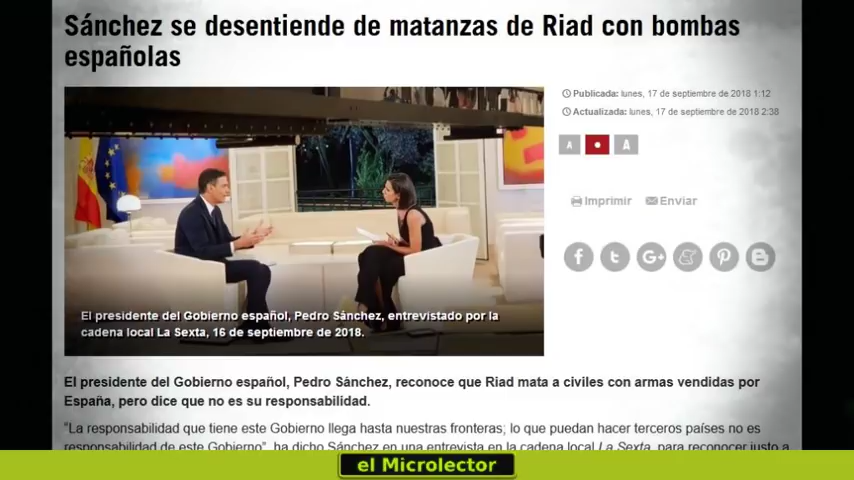 Sánchez se desentiende de matanzas de Riad con bombas
españolas
Publicada: lunes, 17 de septiembre de 2018 1:12
Actualizada: lunes, 17 de septiembre de 2018 2:38
A A
Imprimir Enviar
El presidente del Gobierno español, Pedro Sánchez, entrevistado por la
cadena local La Sexta, 16 de septiembre de 2018.
El presidente del Gobierno español, Pedro Sánchez, reconoce que Riad mata a civiles con armas vendidas por
España, pero dice que no es su responsabilidad.
"La responsabilidad que tiene este Gobierno llega hasta nuestras fronteras; lo que puedan hacer terceros países no es
responsabilidad de este Gobierno", ha dicho Sánchez en una entrevista en la cadena local La Sexta, para reconocer justo a
el Microlector